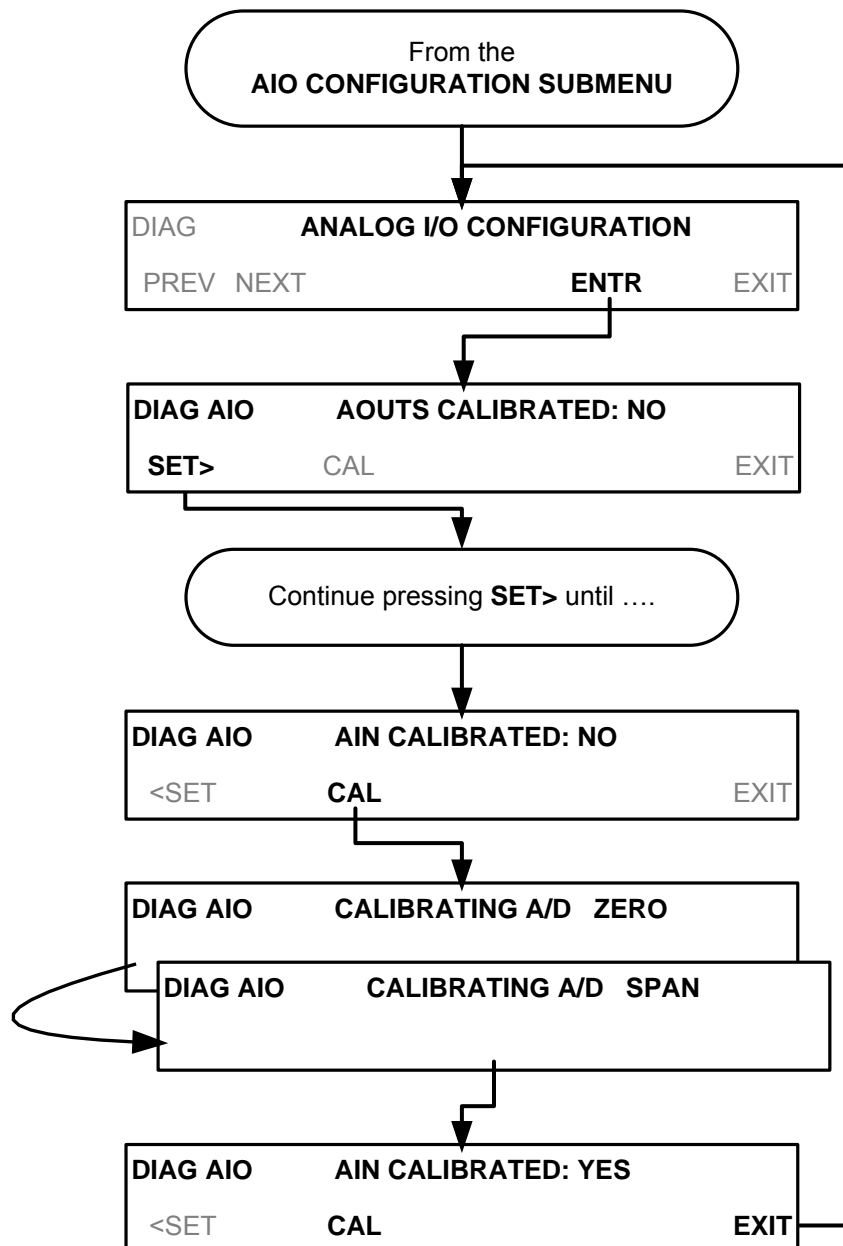 From the
AIO CONFIGURATION SUBMENU
DIAG ANALOG I/O CONFIGURATION
PREV NEXT ENTR EXIT
DIAG AIO AOUTS CALIBRATED: NO
SET> CAL EXIT
Continue pressing SET> until ….
DIAG AIO AIN CALIBRATED: NO
<SET CAL EXIT
DIAG AIO CALIBRATING A/D ZERO
DIAG AIO CALIBRATING A/D SPAN
DIAG AIO AIN CALIBRATED: YES
<SET CAL EXIT